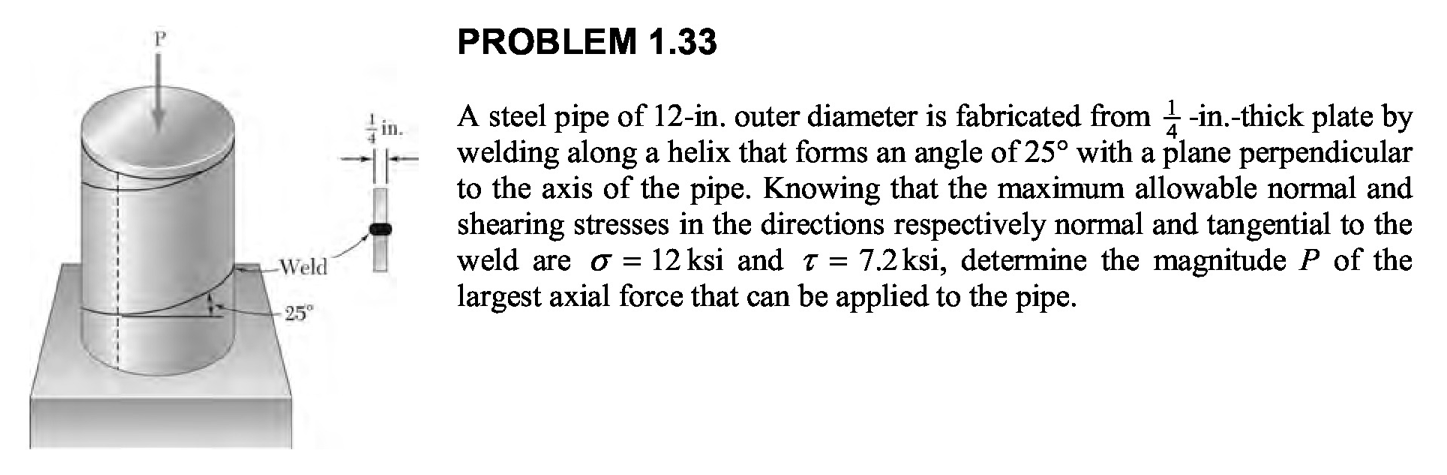 P
1/4 in.
Weld
25°
PROBLEM 1.33
A steel pipe of 12-in. outer diameter is fabricated from 1/4 -in.-thick plate by
welding along a helix that forms an angle of 25° with a plane perpendicular
to the axis of the pipe. Knowing that the maximum allowable normal and
shearing stresses in the directions respectively normal and tangential to the
weld are σ = 12 ksi and τ = 7.2 ksi, determine the magnitude P of the
largest axial force that can be applied to the pipe.